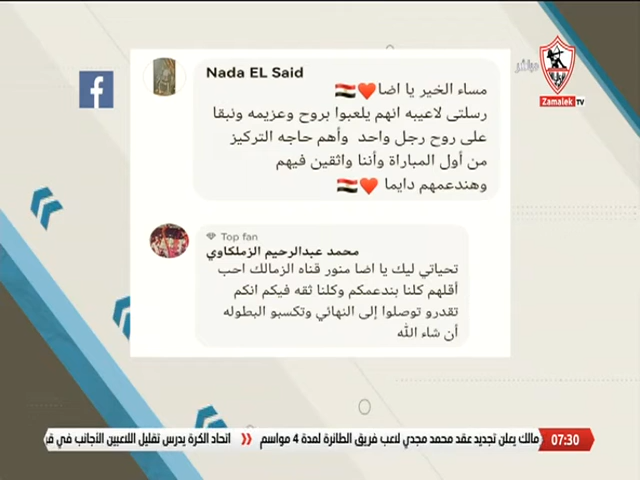 Nada EL Said
مساء الخير يا اضا❤️🇪🇬
رسلتى لاعيبه انهم يلعبوا بروح وعزيمه ونبقا
على روح رجل واحد وأهم حاجه التركيز
من أول المباراة وأننا واثقين فيهم
وهندعمهم دايما ❤️🇪🇬
Top fan
محمد عبدالرحيم الزملكاوي
تحياتي ليك يا اضا منور قناه الزمالك احب
أقلهم كلنا بندعمكم وكلنا ثقه فيكم انكم
تقدرو توصلوا إلى النهائي وتكسبو البطوله
أن شاء الله
مباشر
Zamalek TV
07:30
مالك يعلن تجديد عقد محمد مجدي لاعب فريق الطائرة لمدة 4 مواسم
اتحاد الكرة يدرس تقليل اللاعبين الأجانب في